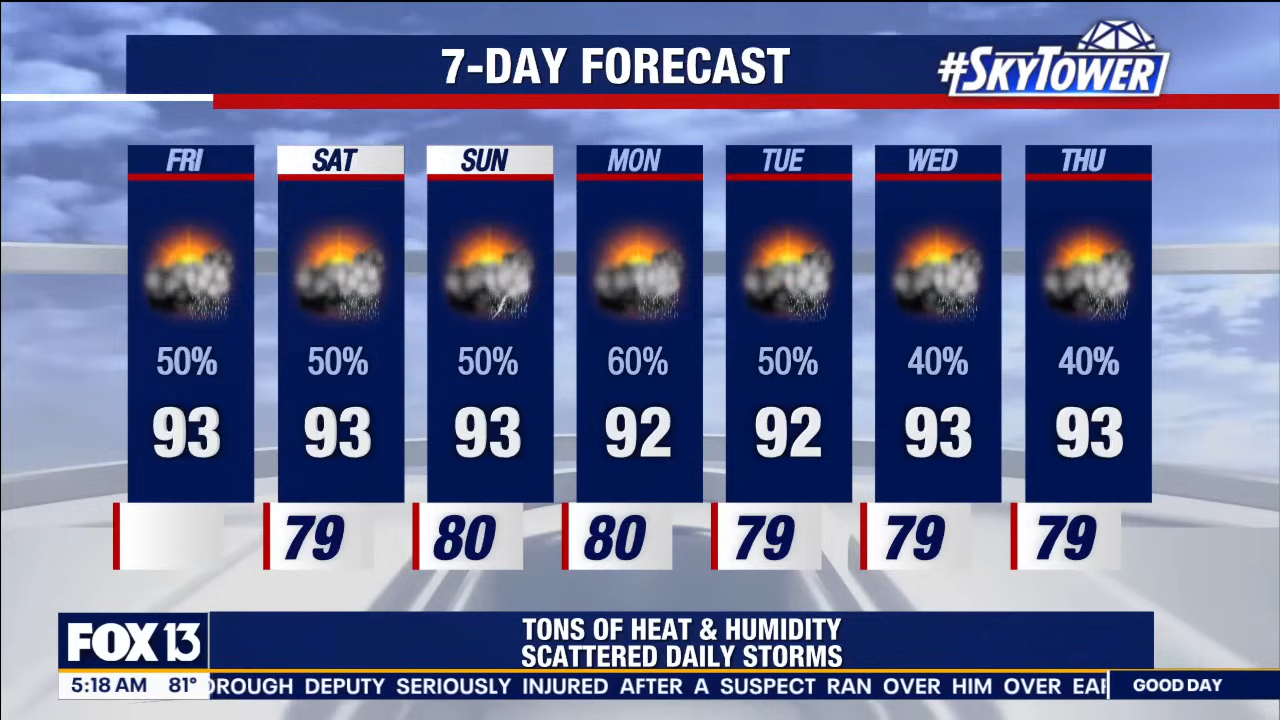 7-DAY FORECAST
#SKYTOWER
FRI SAT SUN MON TUE WED THU
50% 50% 50% 60% 50% 40% 40%
93 93 93 92 92 93 93
79 80 80 79 79 79
FOX 13
TONS OF HEAT & HUMIDITY
SCATTERED DAILY STORMS
5:18 AM 81° DEPUTY SERIOUSLY INJURED AFTER A SUSPECT RAN OVER HIM OVER GOOD DAY